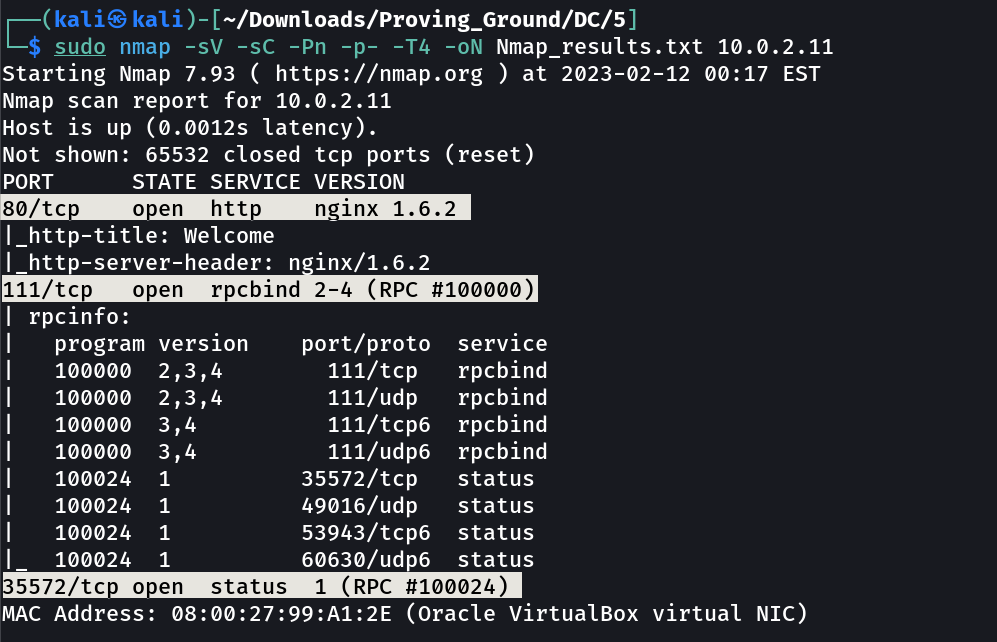 ┌──(kali㉿kali)-[~/Downloads/Proving_Ground/DC/5]
└─$ sudo nmap -sV -sC -Pn -p- -T4 -oN Nmap_results.txt 10.0.2.11
Starting Nmap 7.93 ( https://nmap.org ) at 2023-02-12 00:17 EST
Nmap scan report for 10.0.2.11
Host is up (0.0012s latency).
Not shown: 65532 closed tcp ports (reset)
PORT      STATE SERVICE VERSION
80/tcp    open  http    nginx 1.6.2
|_http-title: Welcome
|_http-server-header: nginx/1.6.2
111/tcp   open  rpcbind 2-4 (RPC #100000)
| rpcinfo:
|   program version    port/proto  service
|   100000  2,3,4        111/tcp   rpcbind
|   100000  2,3,4        111/udp   rpcbind
|   100000  3,4          111/tcp6  rpcbind
|   100000  3,4          111/udp6  rpcbind
|   100024  1          35572/tcp   status
|   100024  1          49016/udp   status
|   100024  1          53943/tcp6  status
|_  100024  1          60630/udp6  status
35572/tcp open  status  1 (RPC #100024)
MAC Address: 08:00:27:99:A1:2E (Oracle VirtualBox virtual NIC)